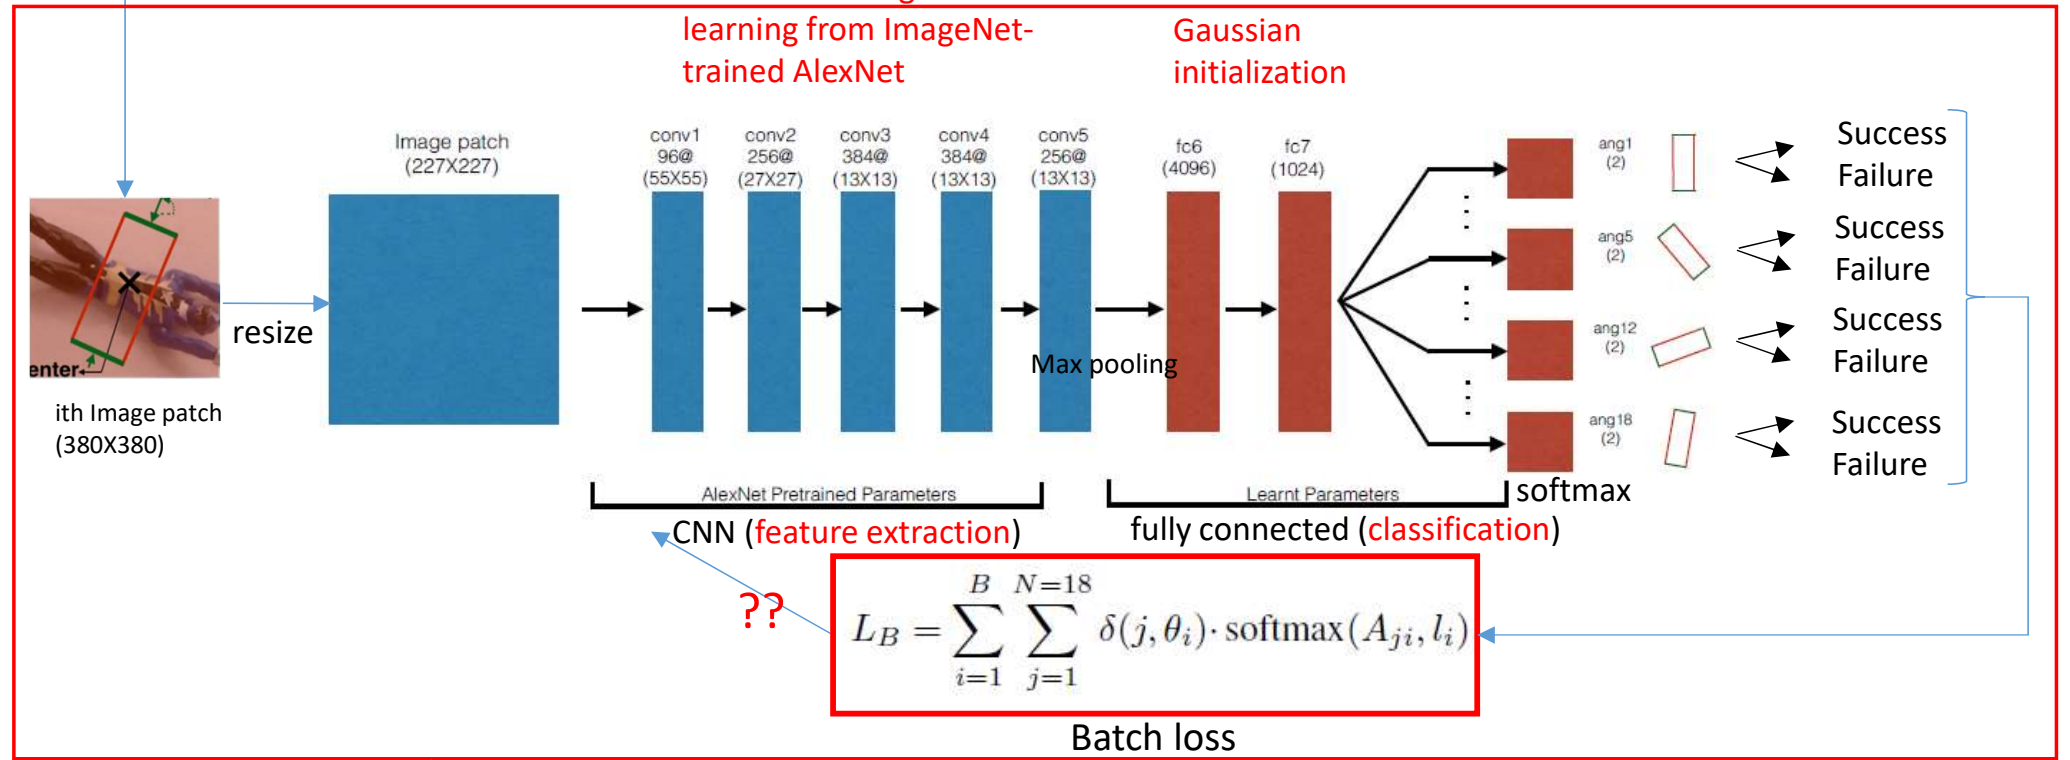 learning from ImageNet-
trained AlexNet
Gaussian
initialization
Image patch
(227X227)
conv1
96@
(55X55)
conv2
256@
(27X27)
conv3
384@
(13X13)
conv4
384@
(13X13)
conv5
256@
(13X13)
fc6
(4096)
fc7
(1024)
ang1
(2)
Success
Failure
ang5
(2)
Success
Failure
ang12
(2)
Success
Failure
ang18
(2)
Success
Failure
resize
Max pooling
enter
ith Image patch
(380X380)
AlexNet Pretrained Parameters
Learnt Parameters
softmax
CNN (feature extraction)
fully connected (classification)
??
L_B = \sum_{i=1}^{B} \sum_{j=1}^{N=18} δ(j, θ_i)· softmax(A_{ji}, l_i)
Batch loss